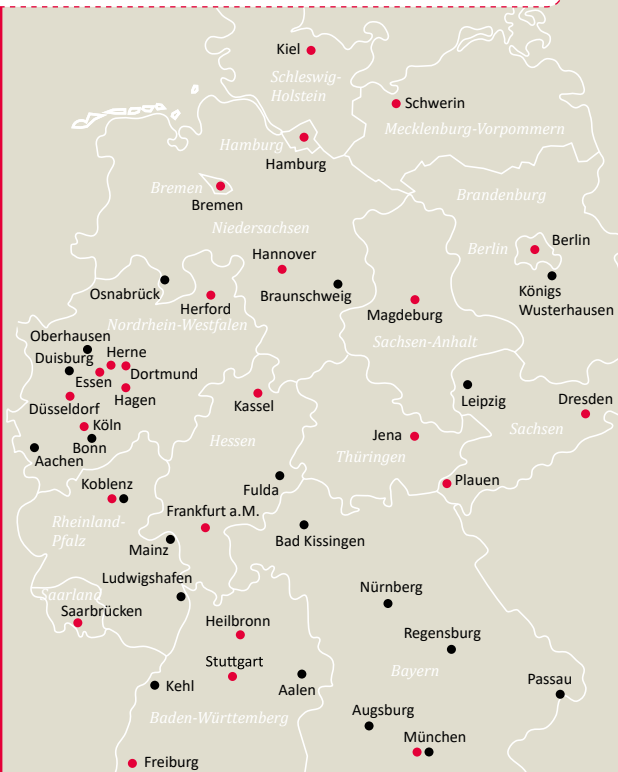 Kiel
Schleswig-
Holstein
Schwerin
Mecklenburg-Vorpommern
Hamburg
Hamburg
Bremen
Bremen
Brandenburg
Niedersachsen
Berlin
Berlin
Hannover
Osnabrück
Braunschweig
Königs
Wusterhausen
Herford
Magdeburg
Nordrhein-Westfalen
Sachsen-Anhalt
Oberhausen
Duisburg
Herne
Essen
Dortmund
Hagen
Düsseldorf
Kassel
Leipzig
Dresden
Köln
Bonn
Aachen
Hessen
Jena
Thüringen
Sachsen
Koblenz
Fulda
Plauen
Rheinland-
Pfalz
Frankfurt a.M.
Mainz
Bad Kissingen
Ludwigshafen
Saarland
Saarbrücken
Nürnberg
Heilbronn
Regensburg
Stuttgart
Bayern
Kehl
Aalen
Passau
Baden-Württemberg
Augsburg
München
Freiburg